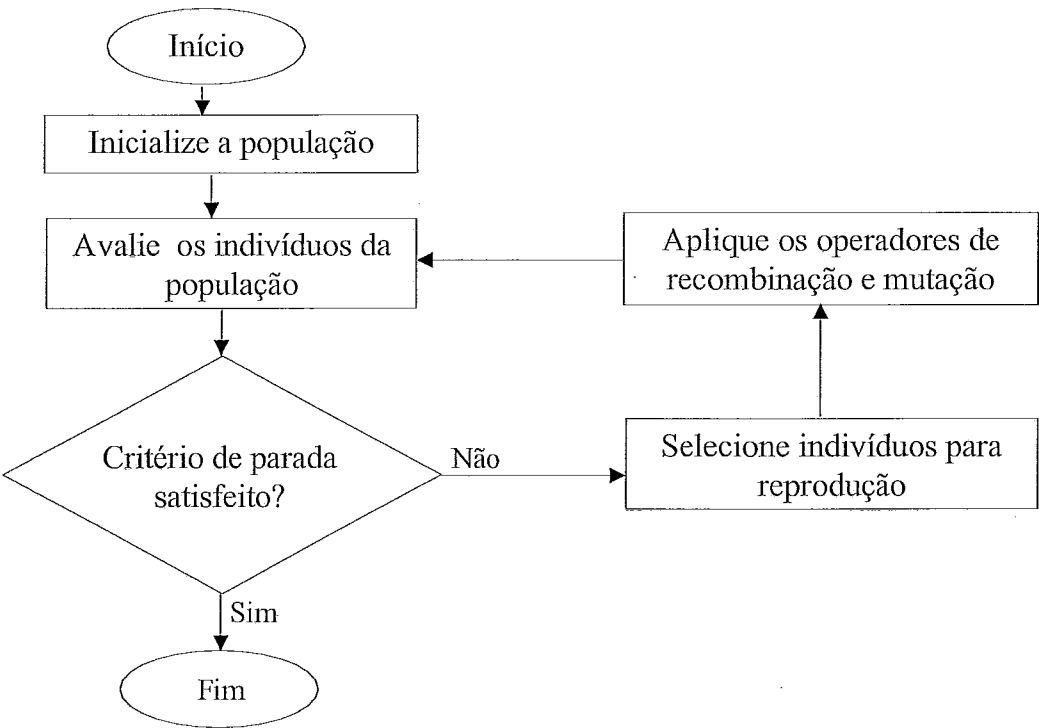 Início
Inicialize a população
Avalie os indivíduos da
população
Critério de parada
satisfeito?
Não
Selecione indivíduos para
reprodução
Aplique os operadores de
recombinação e mutação
Sim
Fim